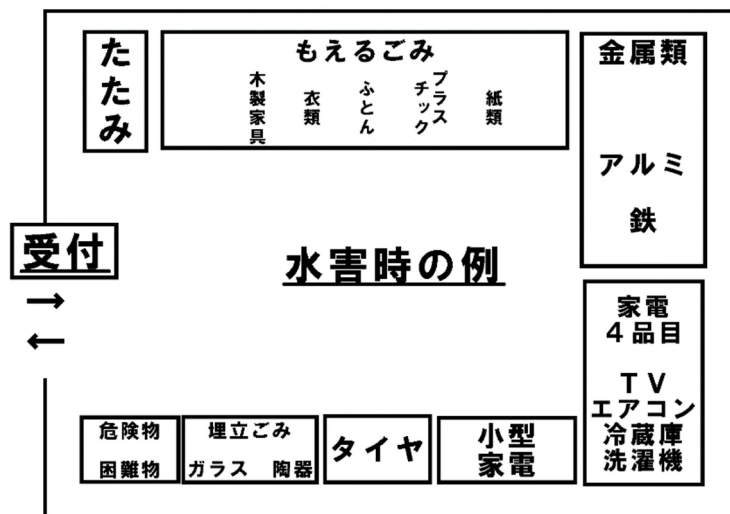 たたみ
もえるごみ
木製家具
衣類
ふとん
プラスチック
紙類
金属類
アルミ
鉄
受付
→
←
水害時の例
家電
４品目
ＴＶ
エアコン
冷蔵庫
洗濯機
危険物
困難物
埋立ごみ
ガラス　陶器
タイヤ
小型
家電